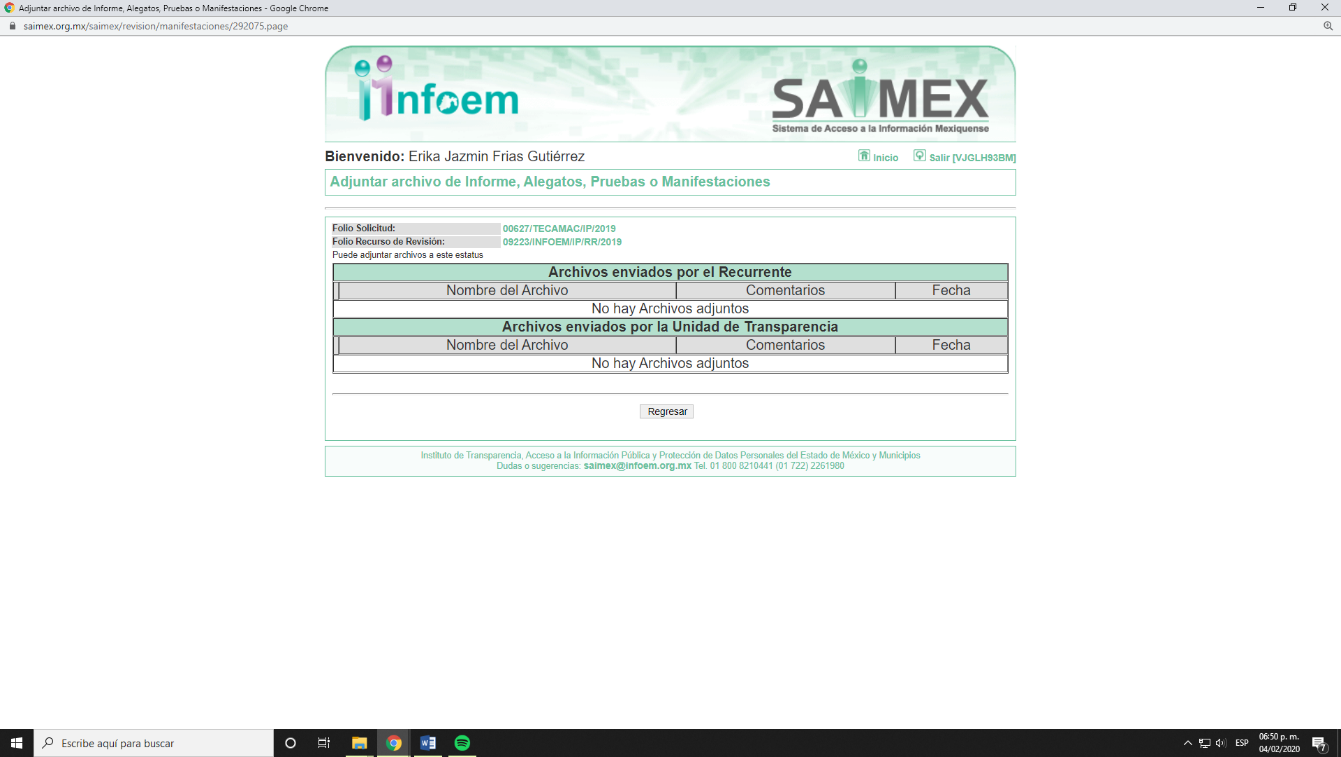 Adjuntar archivo de Informe, Alegatos, Pruebas o Manifestaciones - Google Chrome
saimex.org.mx/saimex/revision/manifestaciones/292075.page
infoem
SAIMEX
Sistema de Acceso a la Información Mexiquense
Bienvenido: Erika Jazmin Frias Gutiérrez
Inicio Salir [VJGLH93BM]
Adjuntar archivo de Informe, Alegatos, Pruebas o Manifestaciones
Folio Solicitud: 00627/TECAMAC/IP/2019
Folio Recurso de Revisión: 09223/INFOEM/IP/RR/2019
Puede adjuntar archivos a este estatus
Archivos enviados por el Recurrente
Nombre del Archivo Comentarios Fecha
No hay Archivos adjuntos
Archivos enviados por la Unidad de Transparencia
Nombre del Archivo Comentarios Fecha
No hay Archivos adjuntos
Regresar
Instituto de Transparencia, Acceso a la Información Pública y Protección de Datos Personales del Estado de México y Municipios
Dudas o sugerencias: saimex@infoem.org.mx Tel. 01 800 8210441 (01 722) 2261980
Escribe aquí para buscar
ESP
06:50 p. m.
04/02/2020
7